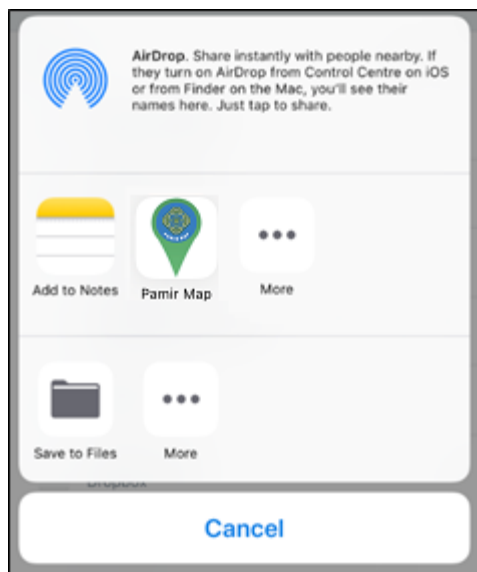 AirDrop. Share instantly with people nearby. If
they turn on AirDrop from Control Centre on iOS
or from Finder on the Mac, you'll see their
names here. Just tap to share.
Add to Notes
Pamir Map
More
Save to Files
More
Dropbox
Cancel